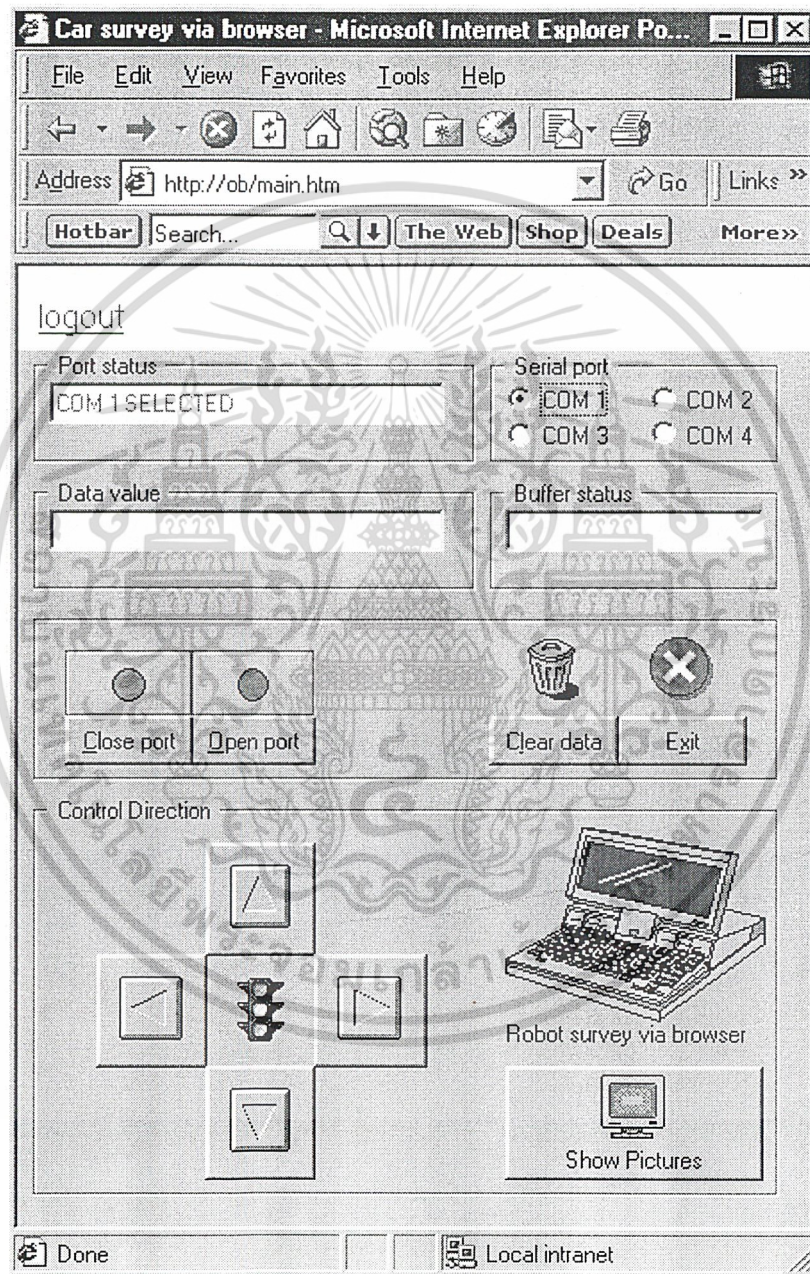 Car survey via browser - Microsoft Internet Explorer Po...
File Edit View Favorites Tools Help
Address http://ob/main.htm Go Links »
Hotbar Search... The Web Shop Deals More»
logout
Port status Serial port
COM 1 SELECTED COM 1 COM 2
COM 3 COM 4
Data value Buffer status
Close port Open port Clear data Exit
Control Direction
Robot survey via browser
Show Pictures
Done Local intranet